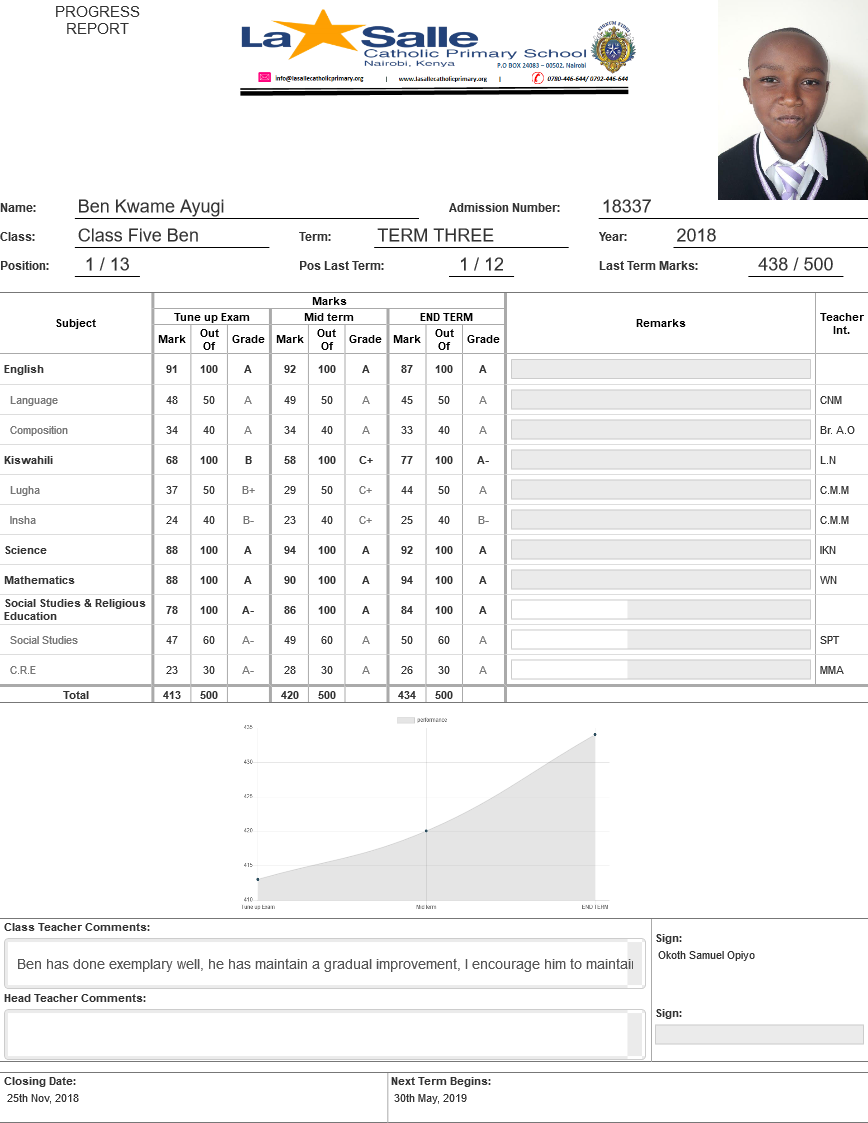 PROGRESS
REPORT
La Salle
Catholic Primary School
Nairobi, Kenya P.O BOX 24083 – 00502, Nairobi
info@lasallecatholicprimary.org | www.lasallecatholicprimary.org | 0780-446-644/ 0792-446-644
Name: Ben Kwame Ayugi Admission Number: 18337
Class: Class Five Ben Term: TERM THREE Year: 2018
Position: 1 / 13 Pos Last Term: 1 / 12 Last Term Marks: 438 / 500
Subject Marks Remarks Teacher Int.
Tune up Exam Mid term END TERM
Mark Out Of Grade Mark Out Of Grade Mark Out Of Grade
English 91 100 A 92 100 A 87 100 A
Language 48 50 A 49 50 A 45 50 A CNM
Composition 34 40 A 34 40 A 33 40 A Br. A.O
Kiswahili 68 100 B 58 100 C+ 77 100 A- L.N
Lugha 37 50 B+ 29 50 C+ 44 50 A C.M.M
Insha 24 40 B- 23 40 C+ 25 40 B- C.M.M
Science 88 100 A 94 100 A 92 100 A IKN
Mathematics 88 100 A 90 100 A 94 100 A WN
Social Studies & Religious
Education 78 100 A- 86 100 A 84 100 A
Social Studies 47 60 A- 49 60 A 50 60 A SPT
C.R.E 23 30 A- 28 30 A 26 30 A MMA
Total 413 500 420 500 434 500
performance
435
430
425
420
415
410
Tune up Exam Mid term END TERM
Class Teacher Comments:
Sign:
Okoth Samuel Opiyo
Ben has done exemplary well, he has maintain a gradual improvement, I encourage him to maintai
Head Teacher Comments:
Sign:
Closing Date: Next Term Begins:
25th Nov, 2018 30th May, 2019